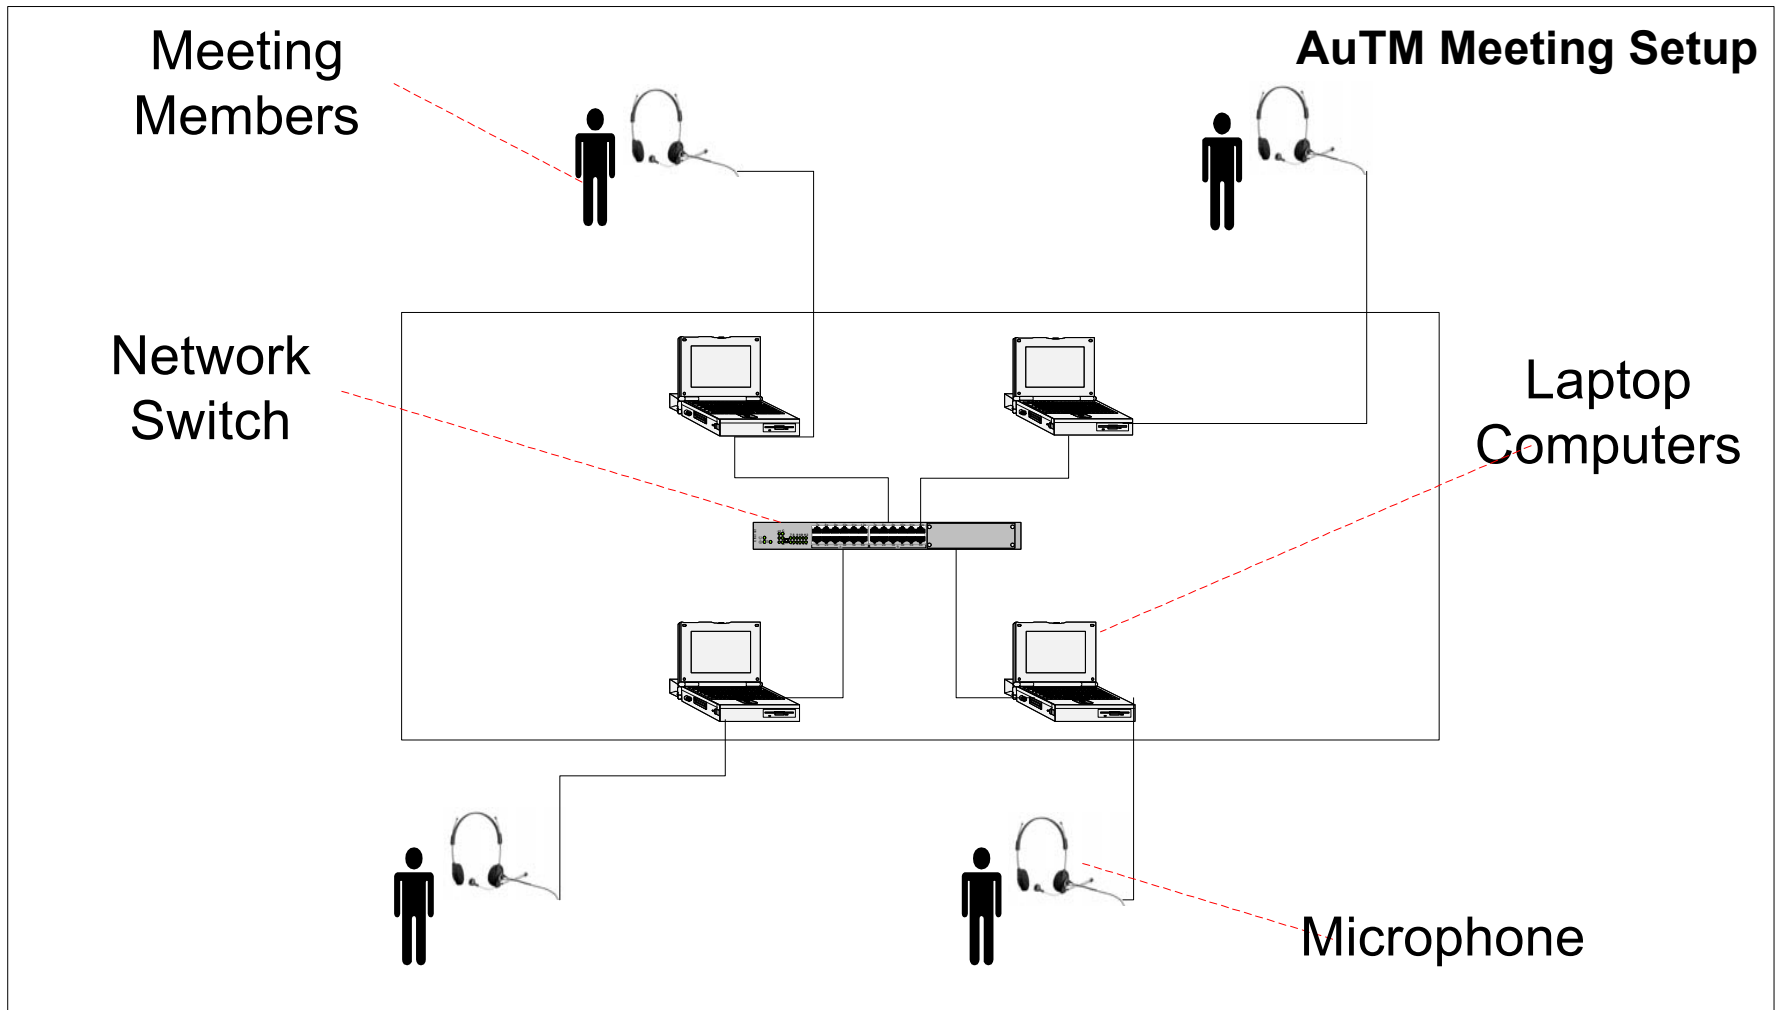 AuTM Meeting Setup
Meeting
Members
Network
Switch
Laptop
Computers
Microphone